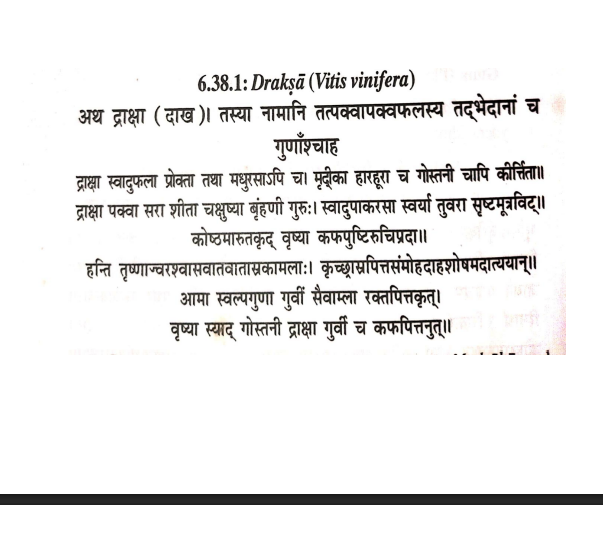 6.38.1: Drakṣā (Vitis vinifera)
अथ द्राक्षा (दाख)। तस्या नामानि तत्पक्वापक्वफलस्य तद्भेदानां च
गुणाँश्चाह
द्राक्षा स्वादुफला प्रोक्ता तथा मधुरसाऽपि च। मृद्वीका हारहूरा च गोस्तनी चापि कीर्त्तिता॥
द्राक्षा पक्वा सरा शीता चक्षुष्या बृंहणी गुरुः। स्वादुपाकरसा स्वर्या तुवरा सृष्टमूत्रविट्॥
कोष्ठमारुतकृद् वृष्या कफपुष्टिरुचिप्रदा॥
हन्ति तृष्णाज्वरश्वासवातवातास्रकामलाः। कृच्छ्रास्रपित्तसंमोहदाहशोषमदात्ययान्॥
आमा स्वल्पगुणा गुर्वी सैवाम्ला रक्तपित्तकृत्।
वृष्या स्याद् गोस्तनी द्राक्षा गुर्वी च कफपित्तनुत्॥